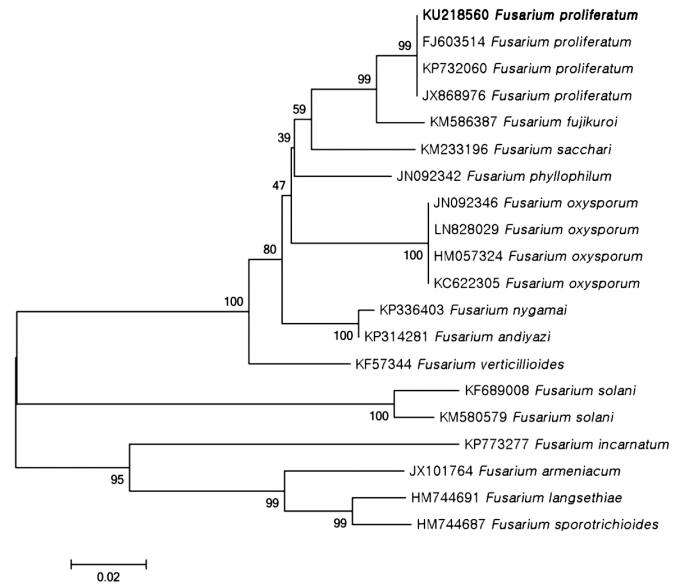 KU218560 Fusarium proliferatum
99 FJ603514 Fusarium proliferatum
KP732060 Fusarium proliferatum
99
JX868976 Fusarium proliferatum
59
KM586387 Fusarium fujikuroi
39
KM233196 Fusarium sacchari
JN092342 Fusarium phyllophilum
47
JN092346 Fusarium oxysporum
LN828029 Fusarium oxysporum
80
100 HM057324 Fusarium oxysporum
KC622305 Fusarium oxysporum
100
KP336403 Fusarium nygamai
100 KP314281 Fusarium andiyazi
KF57344 Fusarium verticillioides
KF689008 Fusarium solani
100 KM580579 Fusarium solani
KP773277 Fusarium incarnatum
95
JX101764 Fusarium armeniacum
99
HM744691 Fusarium langsethiae
99 HM744687 Fusarium sporotrichioides
0.02